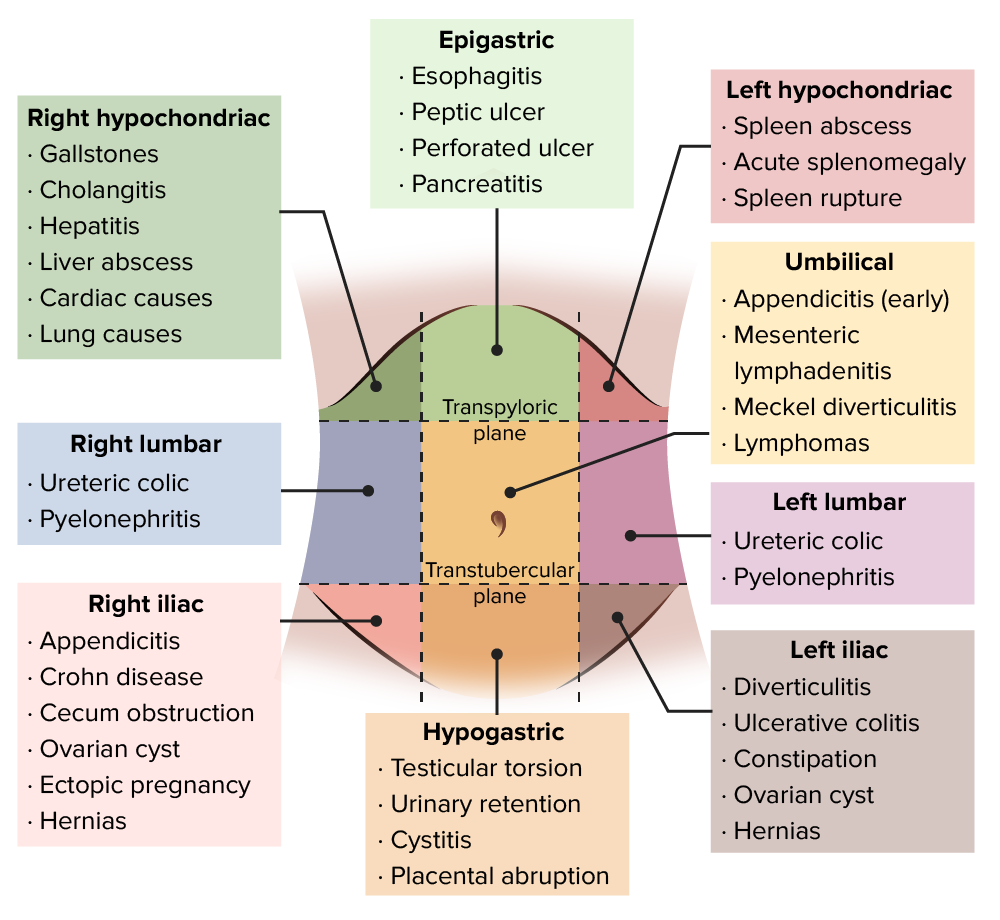 Epigastric
· Esophagitis
· Peptic ulcer
· Perforated ulcer
· Pancreatitis
Right hypochondriac
· Gallstones
· Cholangitis
· Hepatitis
· Liver abscess
· Cardiac causes
· Lung causes
Left hypochondriac
· Spleen abscess
· Acute splenomegaly
· Spleen rupture
Umbilical
· Appendicitis (early)
· Mesenteric
lymphadenitis
· Meckel diverticulitis
· Lymphomas
Transpyloric
plane
Right lumbar
· Ureteric colic
· Pyelonephritis
Left lumbar
· Ureteric colic
· Pyelonephritis
Transtubercular
plane
Right iliac
· Appendicitis
· Crohn disease
· Cecum obstruction
· Ovarian cyst
· Ectopic pregnancy
· Hernias
Left iliac
· Diverticulitis
· Ulcerative colitis
· Constipation
· Ovarian cyst
· Hernias
Hypogastric
· Testicular torsion
· Urinary retention
· Cystitis
· Placental abruption